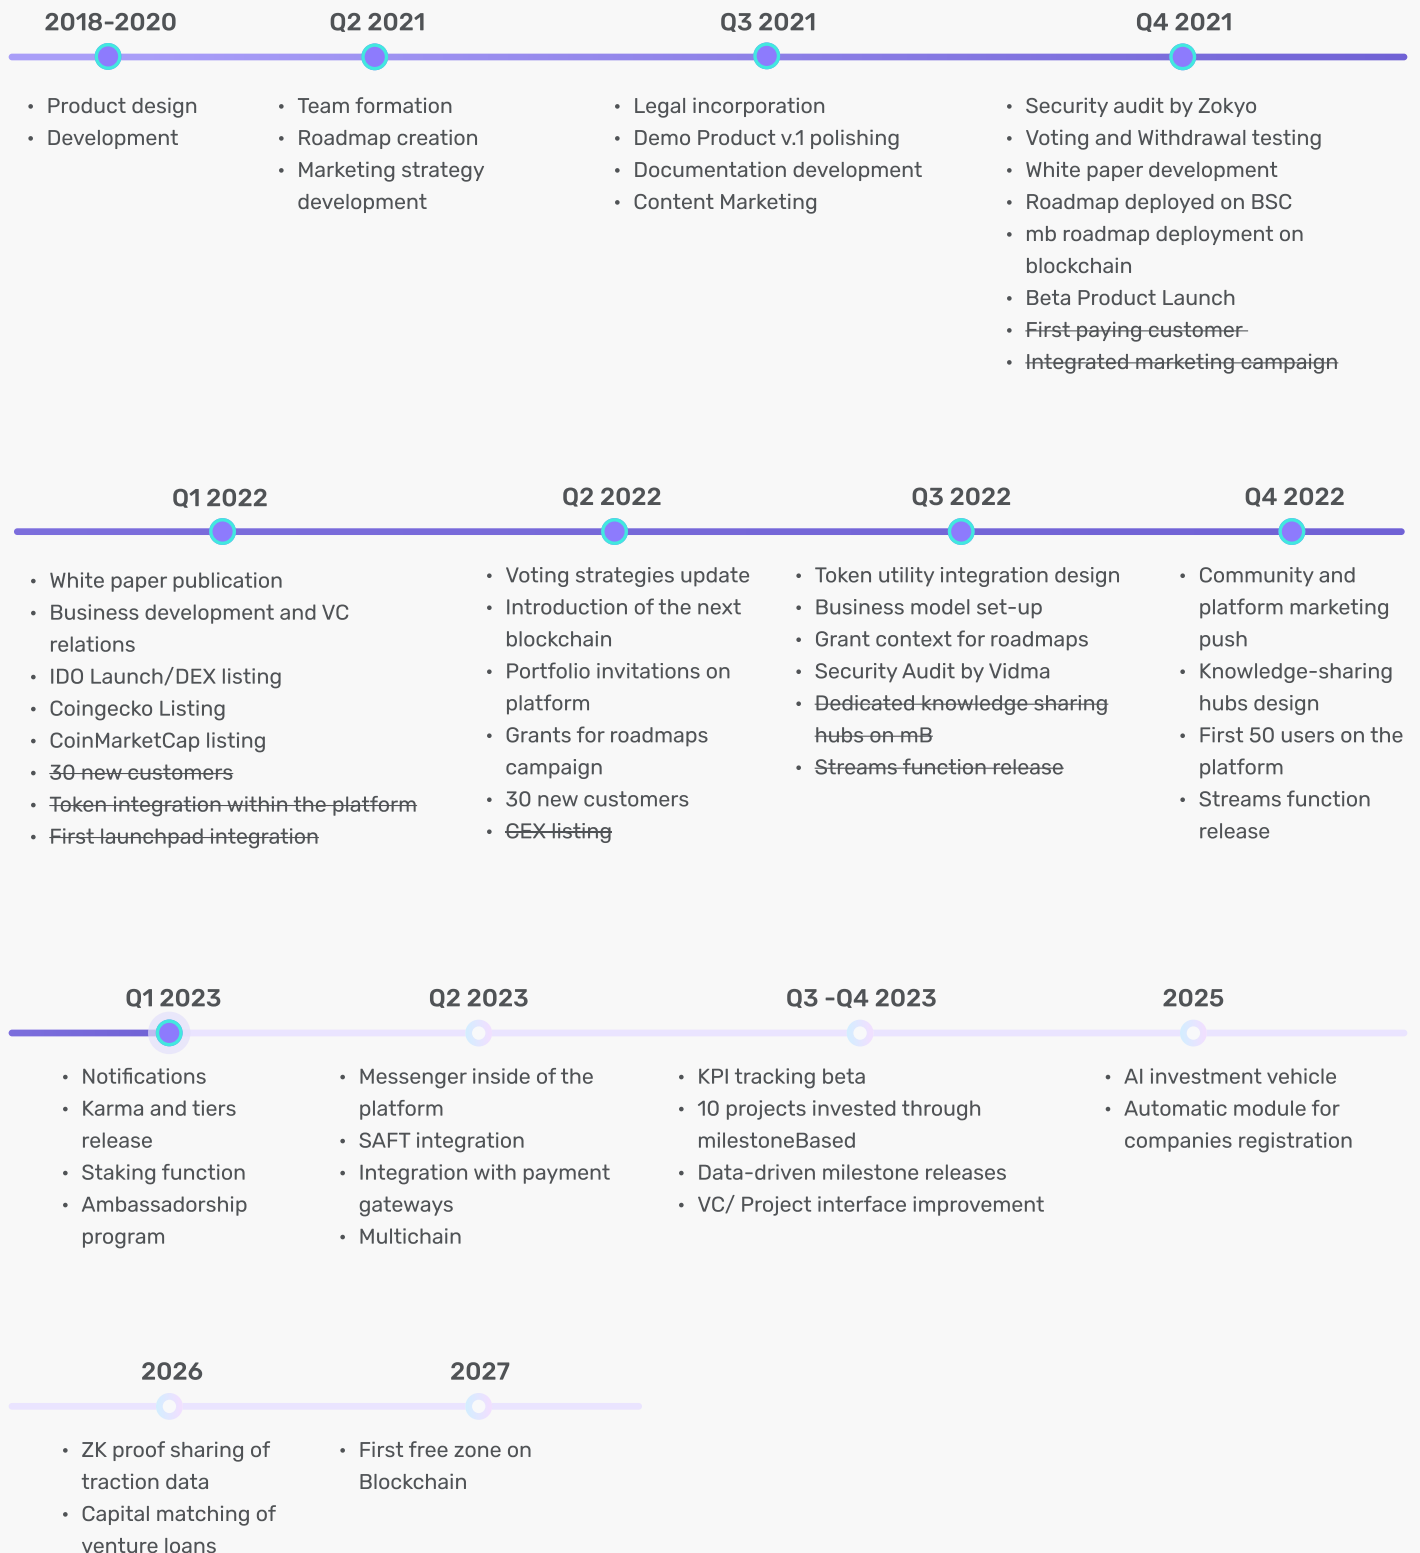 2018-2020
• Product design
• Development
Q2 2021
• Team formation
• Roadmap creation
• Marketing strategy
development
Q3 2021
• Legal incorporation
• Demo Product v.1 polishing
• Documentation development
• Content Marketing
Q4 2021
• Security audit by Zokyo
• Voting and Withdrawal testing
• White paper development
• Roadmap deployed on BSC
• mb roadmap deployment on
blockchain
• Beta Product Launch
• First paying customer
• Integrated marketing campaign
Q1 2022
• White paper publication
• Business development and VC
relations
• IDO Launch/DEX listing
• Coingecko Listing
• CoinMarketCap listing
• 30 new customers
• Token integration within the platform
• First launchpad integration
Q2 2022
• Voting strategies update
• Introduction of the next
blockchain
• Portfolio invitations on
platform
• Grants for roadmaps
campaign
• 30 new customers
• CEX listing
Q3 2022
• Token utility integration design
• Business model set-up
• Grant context for roadmaps
• Security Audit by Vidma
• Dedicated knowledge sharing
hubs on mB
• Streams function release
Q4 2022
• Community and
platform marketing
push
• Knowledge-sharing
hubs design
• First 50 users on the
platform
• Streams function
release
Q1 2023
• Notifications
• Karma and tiers
release
• Staking function
• Ambassadorship
program
Q2 2023
• Messenger inside of the
platform
• SAFT integration
• Integration with payment
gateways
• Multichain
Q3 -Q4 2023
• KPI tracking beta
• 10 projects invested through
milestoneBased
• Data-driven milestone releases
• VC/ Project interface improvement
2025
• AI investment vehicle
• Automatic module for
companies registration
2026
• ZK proof sharing of
traction data
• Capital matching of
venture loans
2027
• First free zone on
Blockchain